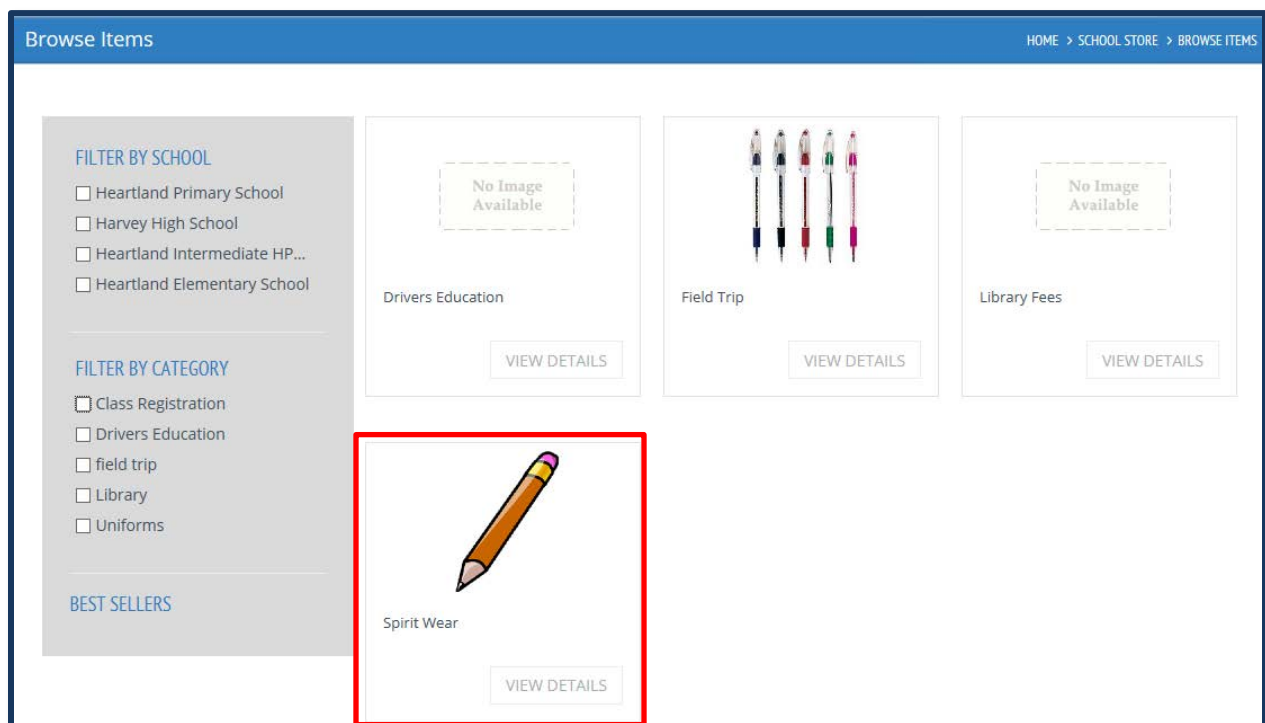 Browse Items
HOME > SCHOOL STORE > BROWSE ITEMS
FILTER BY SCHOOL
Heartland Primary School
Harvey High School
Heartland Intermediate HP...
Heartland Elementary School
FILTER BY CATEGORY
Class Registration
Drivers Education
field trip
Library
Uniforms
BEST SELLERS
No Image
Available
Drivers Education
VIEW DETAILS
Field Trip
VIEW DETAILS
No Image
Available
Library Fees
VIEW DETAILS
Spirit Wear
VIEW DETAILS